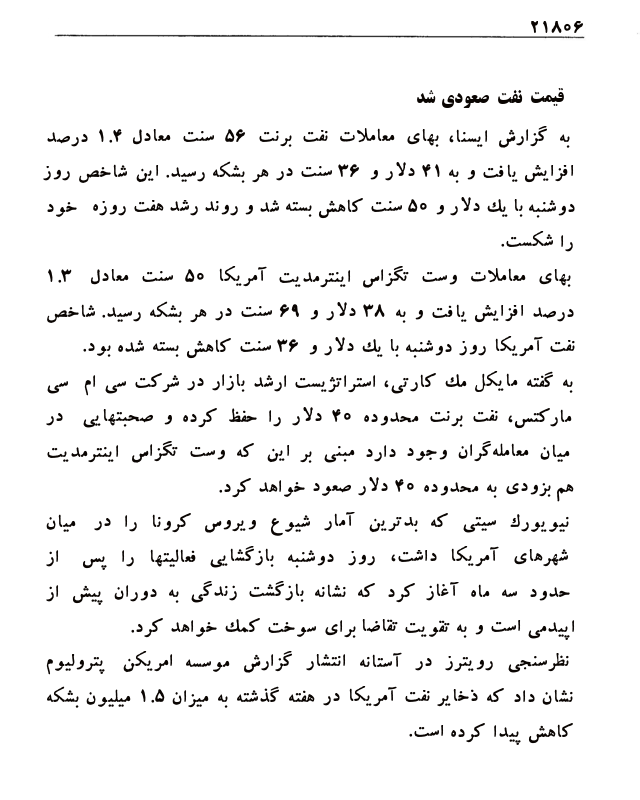 ۲۱۸۰۶
قیمت نفت صعودی شد
به گزارش ایسنا، بهای معاملات نفت برنت ۵۶ سنت معادل ۱.۴ درصد
افزایش یافت و به ۴۱ دلار و ۳۶ سنت در هر بشکه رسید. این شاخص روز
دوشنبه با یك دلار و ۵۰ سنت کاهش بسته شد و روند رشد هفت روزه خود
را شکست.
بهای معاملات وست تگزاس اینترمدیت آمریکا ۵۰ سنت معادل ۱.۳
درصد افزایش یافت و به ۳۸ دلار و ۶۹ سنت در هر بشکه رسید. شاخص
نفت آمریکا روز دوشنبه با یك دلار و ۳۶ سنت کاهش بسته شده بود.
به گفته مایکل مك کارتی، استراتژیست ارشد بازار در شرکت سی ام سی
مارکتس، نفت برنت محدوده ۴۰ دلار را حفظ کرده و صحبتهایی در
میان معامله‌گران وجود دارد مبنی بر این که وست تگزاس اینترمدیت
هم بزودی به محدوده ۴۰ دلار صعود خواهد کرد.
نیویورك سیتی که بدترین آمار شیوع ویروس کرونا را در میان
شهرهای آمریکا داشت، روز دوشنبه بازگشایی فعالیتها را پس از
حدود سه ماه آغاز کرد که نشانه بازگشت زندگی به دوران پیش از
اپیدمی است و به تقویت تقاضا برای سوخت کمك خواهد کرد.
نظرسنجی رویترز در آستانه انتشار گزارش موسسه امریکن پترولیوم
نشان داد که ذخایر نفت آمریکا در هفته گذشته به میزان ۱.۵ میلیون بشکه
کاهش پیدا کرده است.